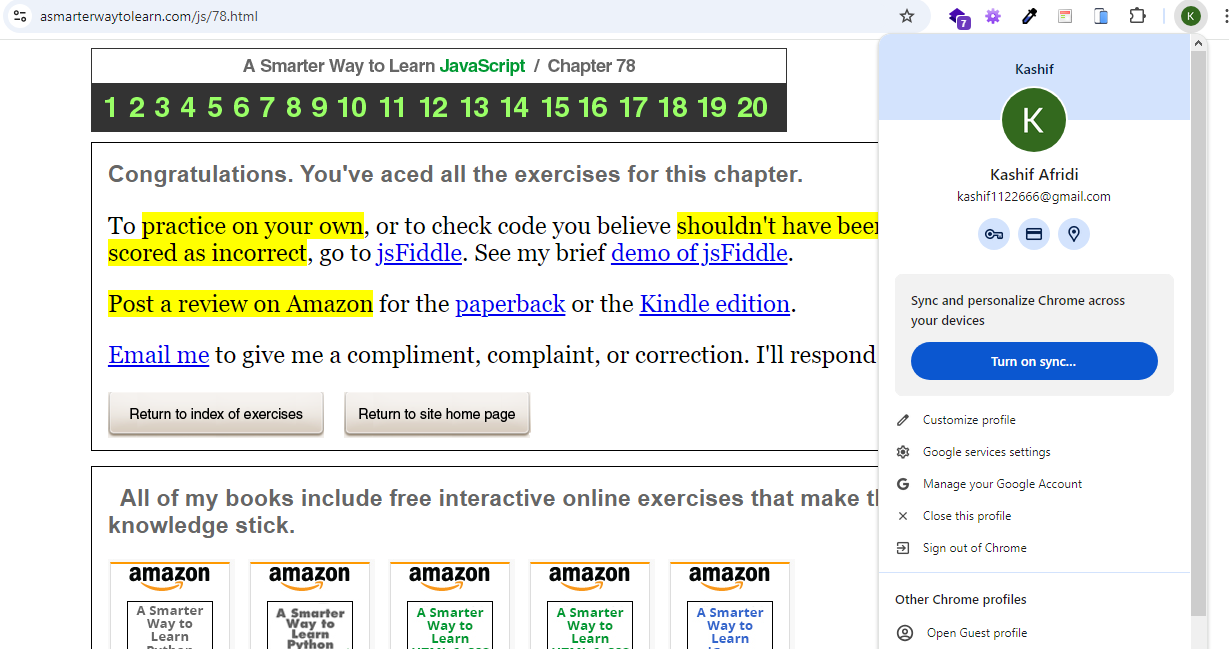 asmarterwaytolearn.com/js/78.html
7
K
A Smarter Way to Learn JavaScript / Chapter 78
1 2 3 4 5 6 7 8 9 10 11 12 13 14 15 16 17 18 19 20
Congratulations. You've aced all the exercises for this chapter.
To practice on your own, or to check code you believe shouldn't have been
scored as incorrect, go to jsFiddle. See my brief demo of jsFiddle.
Post a review on Amazon for the paperback or the Kindle edition.
Email me to give me a compliment, complaint, or correction. I'll respond
Return to index of exercises
Return to site home page
All of my books include free interactive online exercises that make
knowledge stick.
amazon
A Smarter
Way to
Learn
Python
amazon
A Smarter
Way to
Learn
Python
amazon
A Smarter
Way to
Learn
HTML & CSS
amazon
A Smarter
Way to
Learn
HTML & CSS
amazon
A Smarter
Way to
Learn
Kashif
K
Kashif Afridi
kashif1122666@gmail.com
Sync and personalize Chrome across
your devices
Turn on sync...
Customize profile
Google services settings
G
Manage your Google Account
Close this profile
Sign out of Chrome
Other Chrome profiles
Open Guest profile